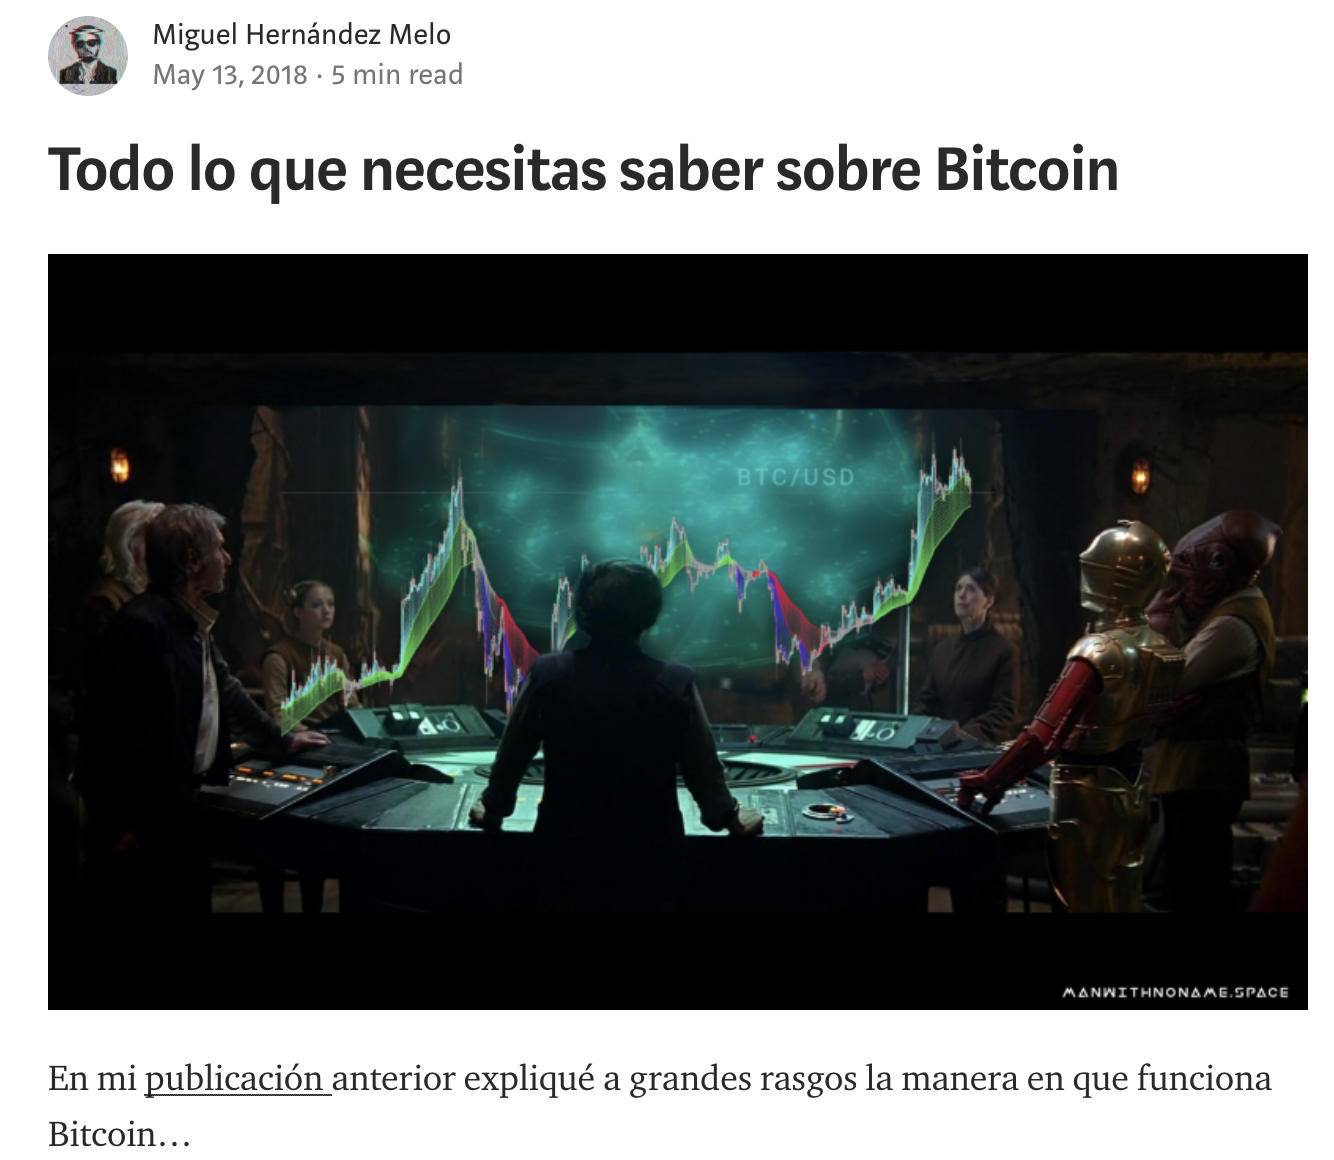 Miguel Hernández Melo
May 13, 2018 · 5 min read
Todo lo que necesitas saber sobre Bitcoin
BTC/USD
MANWITHNONAME.SPACE
En mi publicación anterior expliqué a grandes rasgos la manera en que funciona
Bitcoin…